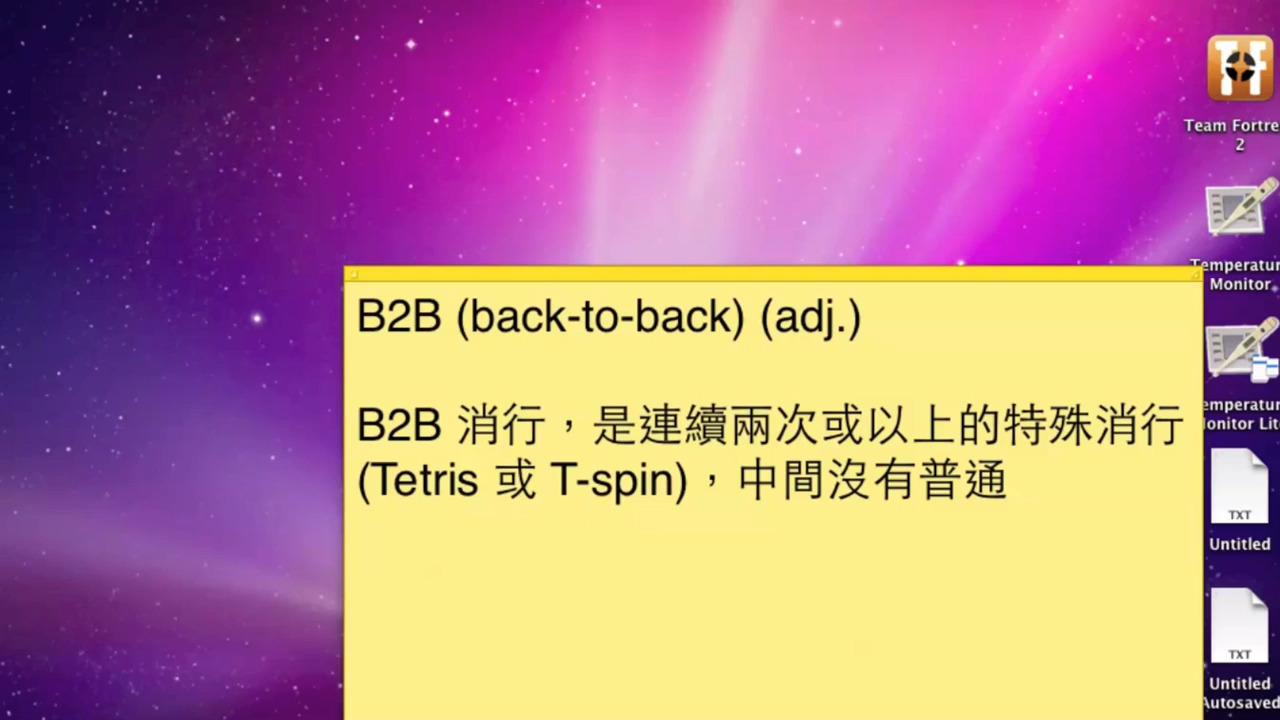 Team Fortre
2
Temperatur
Monitor
B2B (back-to-back) (adj.)
B2B 消行，是連續兩次或以上的特殊消行
(Tetris 或 T-spin)，中間沒有普通
emperatur
onitor Lit
TXT
Untitled
TXT
Untitled
Autosaved